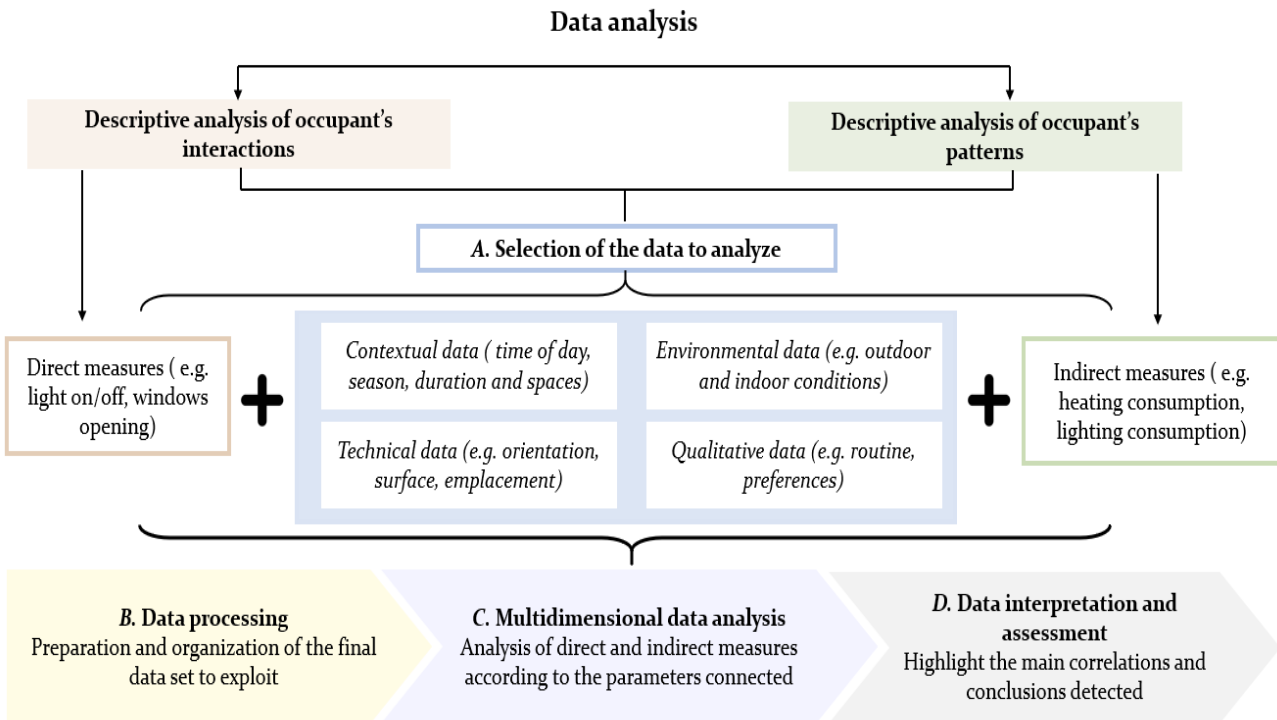 Data analysis
Descriptive analysis of occupant's
interactions
Descriptive analysis of occupant's
patterns
A. Selection of the data to analyze
Direct measures ( e.g.
light on/off, windows
opening)
Contextual data ( time of day,
season, duration and spaces)
Environmental data (e.g. outdoor
and indoor conditions)
Technical data (e.g. orientation,
surface, emplacement)
Qualitative data (e.g. routine,
preferences)
Indirect measures ( e.g.
heating consumption,
lighting consumption)
B. Data processing
Preparation and organization of the final
data set to exploit
C. Multidimensional data analysis
Analysis of direct and indirect measures
according to the parameters connected
D. Data interpretation and
assessment
Highlight the main correlations and
conclusions detected